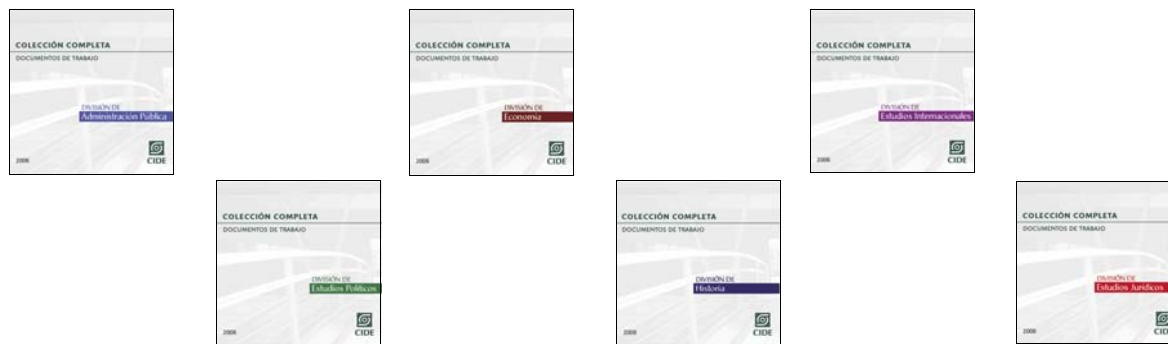 COLECCIÓN COMPLETA
DOCUMENTOS DE TRABAJO
DIVISIÓN DE
Administración Pública
2008
CIDE
COLECCIÓN COMPLETA
DOCUMENTOS DE TRABAJO
DIVISIÓN DE
Economía
2008
CIDE
COLECCIÓN COMPLETA
DOCUMENTOS DE TRABAJO
DIVISIÓN DE
Estudios Internacionales
2008
CIDE
COLECCIÓN COMPLETA
DOCUMENTOS DE TRABAJO
DIVISIÓN DE
Estudios Políticos
2008
CIDE
COLECCIÓN COMPLETA
DOCUMENTOS DE TRABAJO
DIVISIÓN DE
Historia
2008
CIDE
COLECCIÓN COMPLETA
DOCUMENTOS DE TRABAJO
DIVISIÓN DE
Estudios Jurídicos
2008
CID